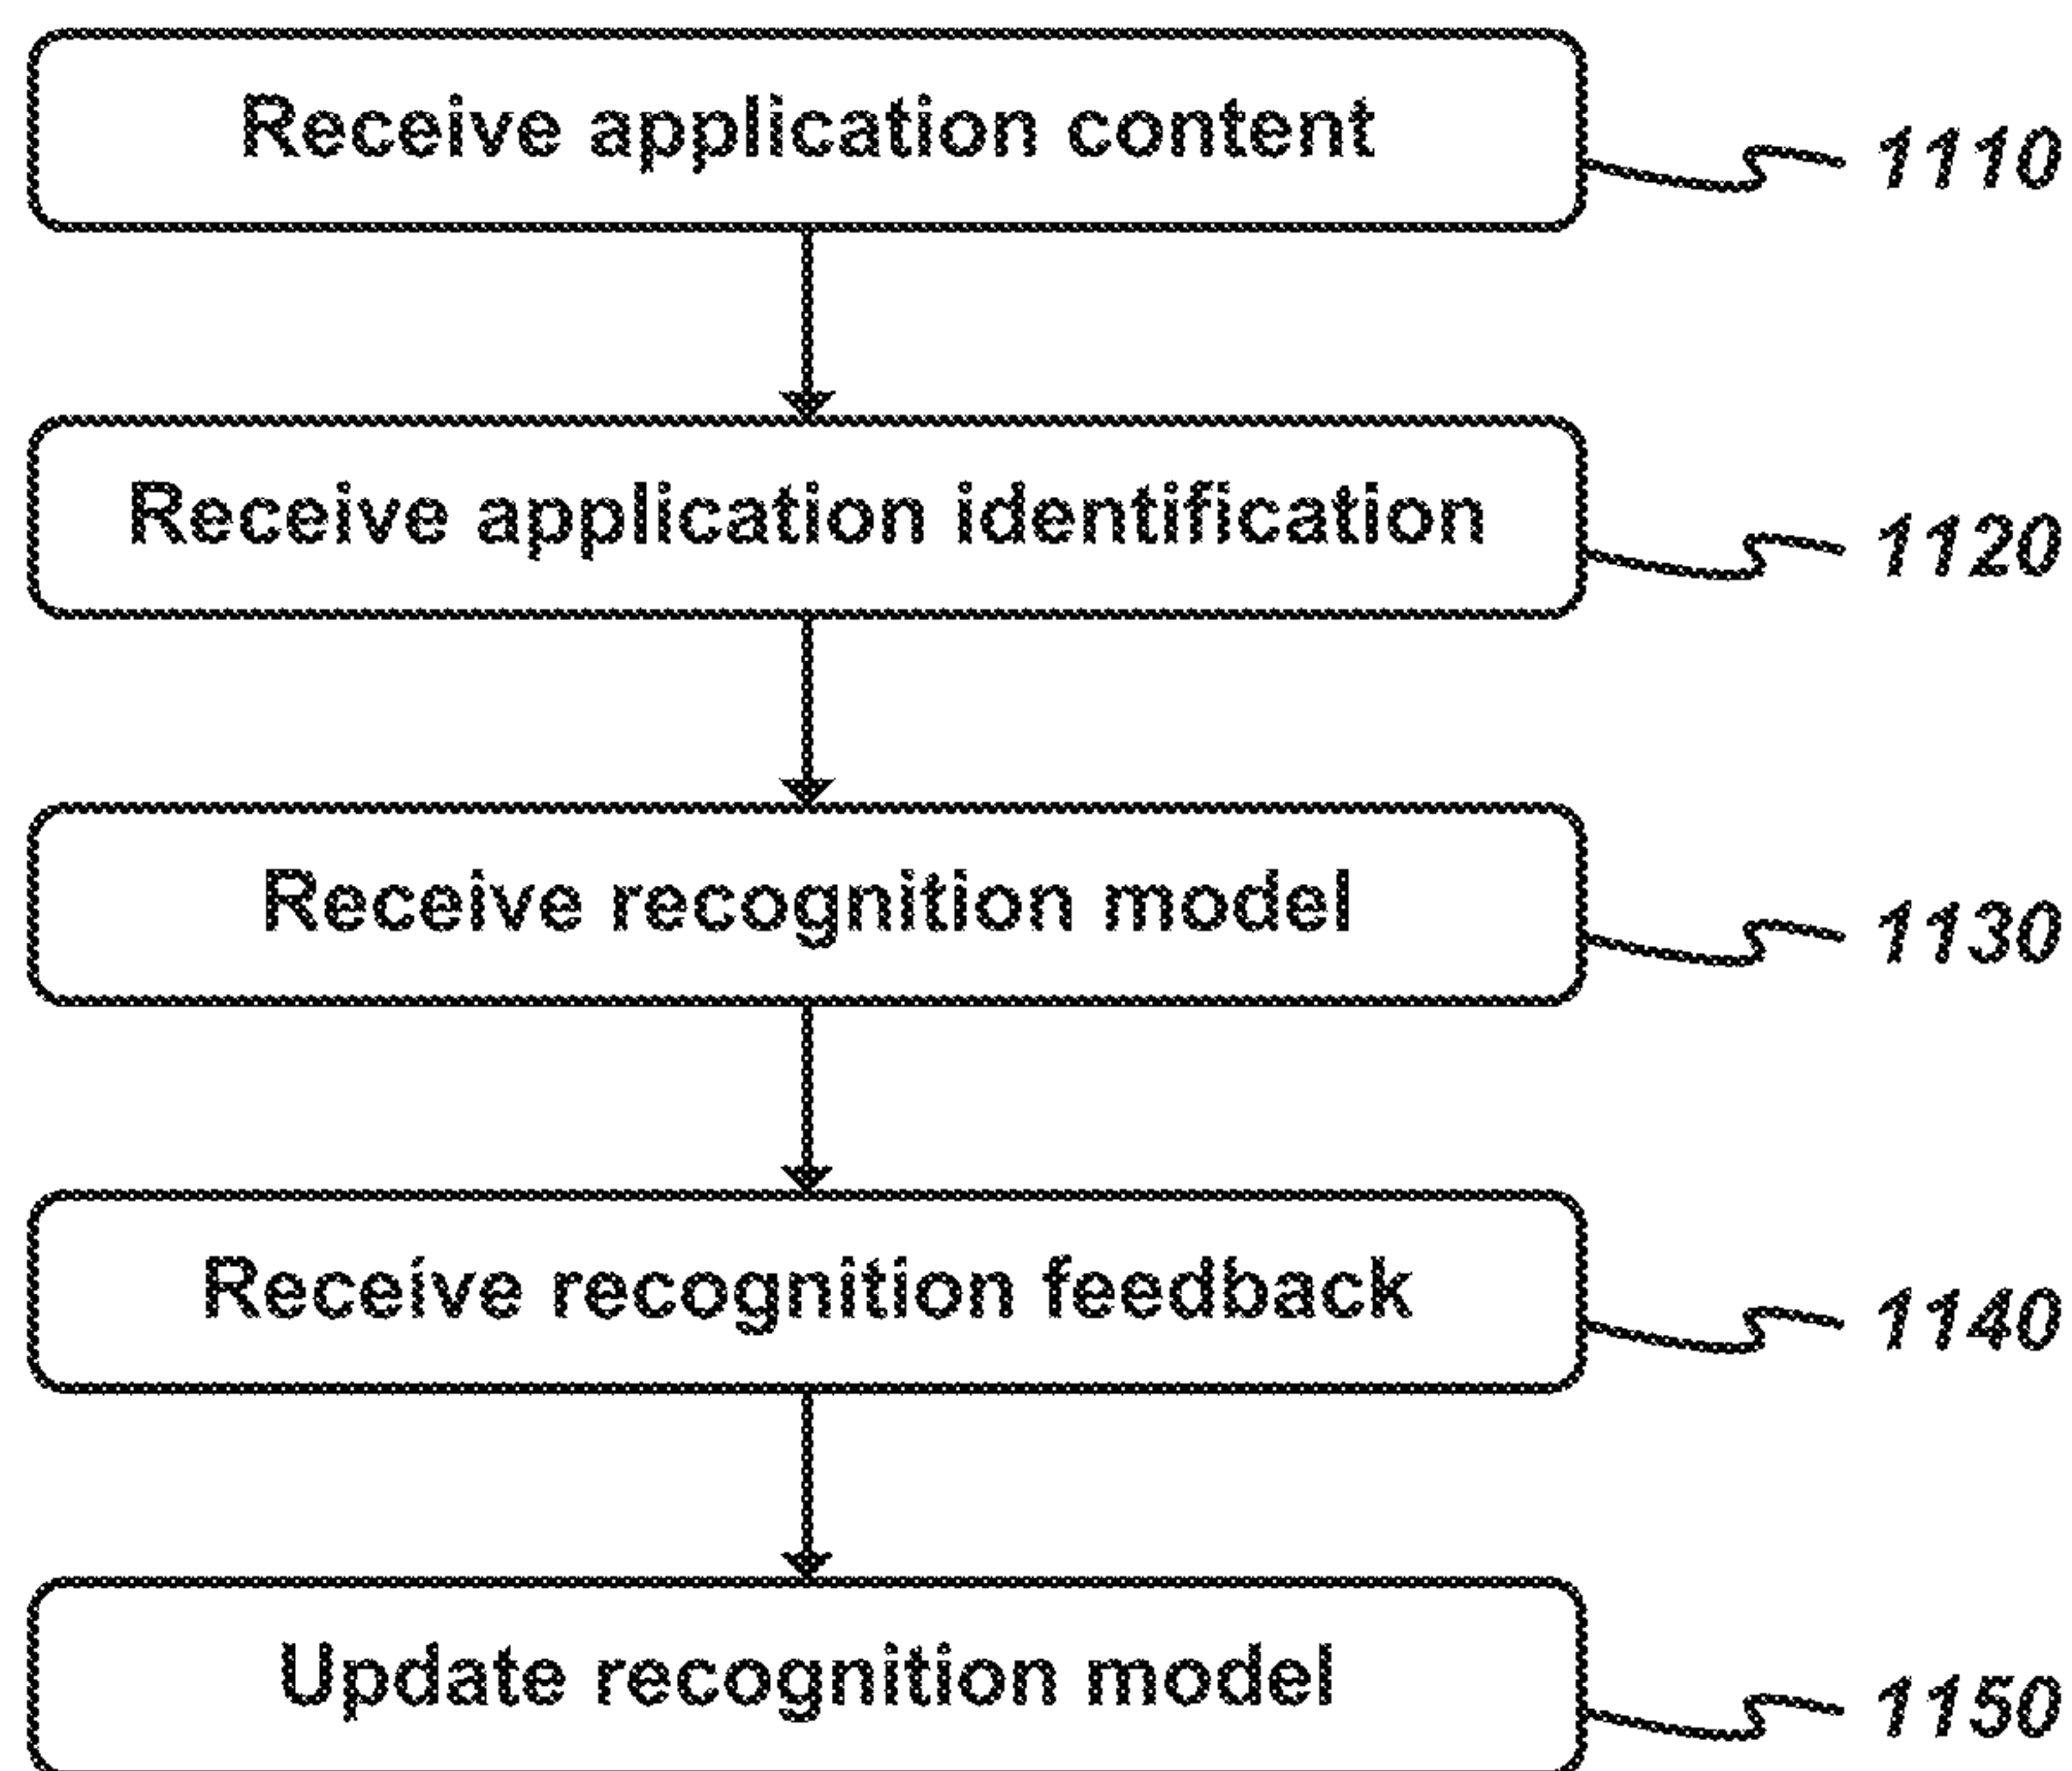 Receive application content
1110
Receive application identification
1120
Receive recognition model
1130
Receive recognition feedback
1140
Update recognition model
1150